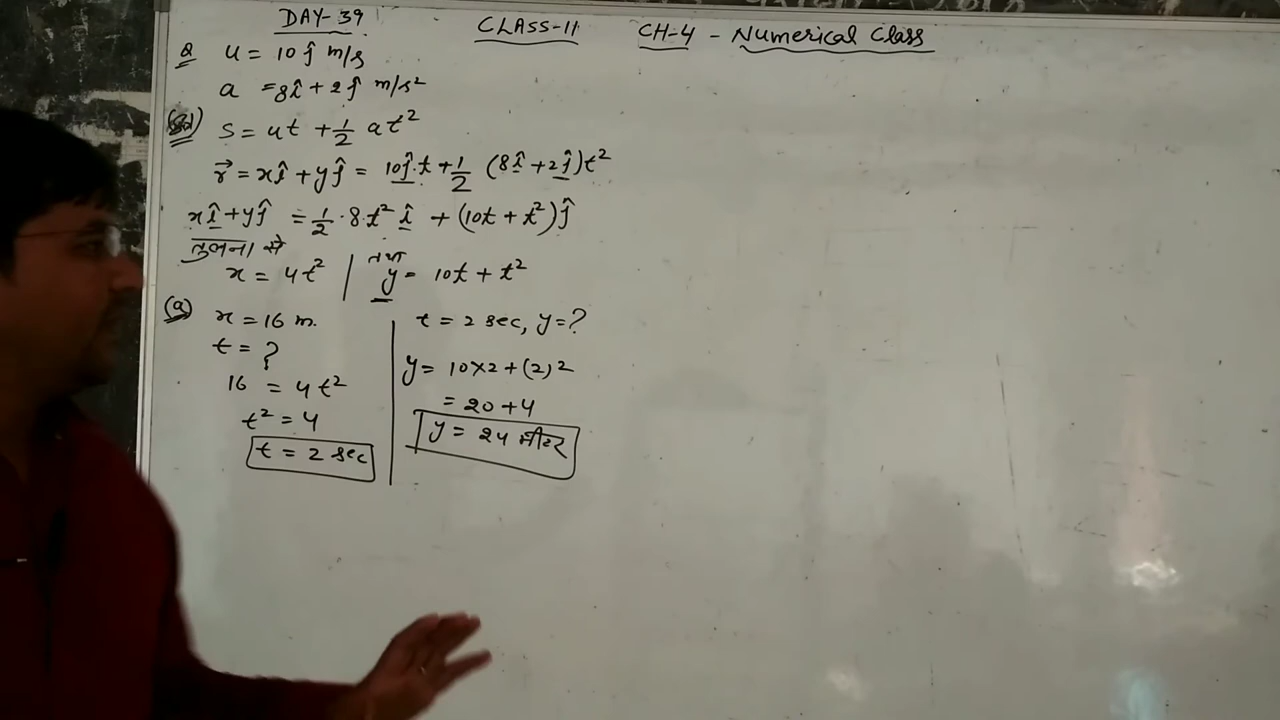 DAY-39 CLASS-11 CH-4 - Numerical Class
Q u = 10ĵ m/s
a = 8î + 2ĵ m/s²
(Sol) s = ut + 1/2 at²
r⃗ = xî + yĵ = 10ĵ.t + 1/2 (8î + 2ĵ)t²
xî + yĵ = 1/2 · 8t² î + (10t + t²)ĵ
तुलना से
x = 4t² | तथा y = 10t + t²
(a) x = 16 m.
t = ?
16 = 4t²
t² = 4
t = 2 sec
t = 2 sec, y = ?
y = 10×2 + (2)²
= 20 + 4
y = 24 मीटर